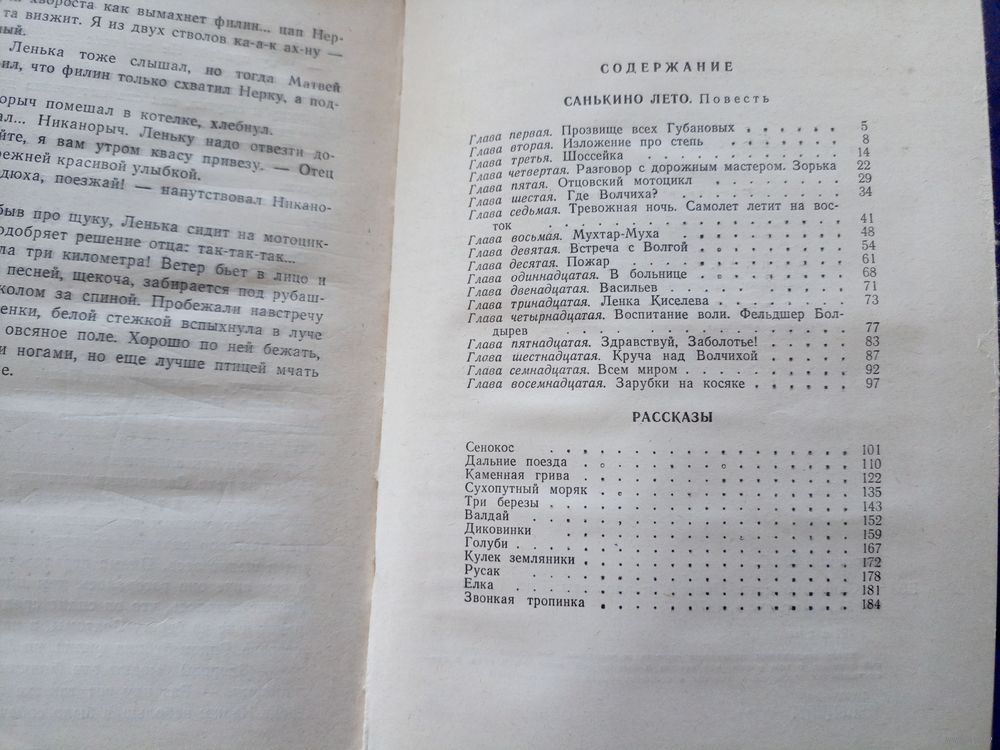 хвороста как вымахнет филин... цап Нер-
та визжит. Я из двух стволов ка-а-к ах-ну —
ный.
Ленька тоже слышал, но тогда Матвей
ил, что филин только схватил Нерку, а под-
орыч помешал в котелке, хлебнул.
ал... Никанорыч. Леньку надо отвезти до-
йте, я вам утром квасу привезу. — Отец
режней красивой улыбкой.
дюха, поезжай! — напутствовал Никано-
быв про щуку, Ленька сидит на мотоцик-
одобряет решение отца: так-так-так...
ла три километра! Ветер бьет в лицо и
песней, щекоча, забирается под рубаш-
колом за спиной. Пробежали навстречу
енки, белой стежкой вспыхнула в луче
овсяное поле. Хорошо по ней бежать,
и ногами, но еще лучше птицей мчать
е.
СОДЕРЖАНИЕ
САНЬКИНО ЛЕТО. Повесть
Глава первая. Прозвище всех Губановых . . . . . . 5
Глава вторая. Изложение про степь . . . . . . 8
Глава третья. Шоссейка . . . . . . . . . 14
Глава четвертая. Разговор с дорожным мастером. Зорька 22
Глава пятая. Отцовский мотоцикл . . . . . . . 29
Глава шестая. Где Волчиха? . . . . . . . . 34
Глава седьмая. Тревожная ночь. Самолет летит на вос-
ток . . . . . . . . . . . . . 41
Глава восьмая. Мухтар-Муха . . . . . . . . 48
Глава девятая. Встреча с Волгой . . . . . . . 54
Глава десятая. Пожар . . . . . . . . . 61
Глава одиннадцатая. В больнице . . . . . . . 68
Глава двенадцатая. Васильев . . . . . . . . 71
Глава тринадцатая. Ленка Киселева . . . . . . 73
Глава четырнадцатая. Воспитание воли. Фельдшер Бол-
дырев . . . . . . . . . . . . 77
Глава пятнадцатая. Здравствуй, Заболотье! . . . . . 83
Глава шестнадцатая. Круча над Волчихой . . . . . 87
Глава семнадцатая. Всем миром . . . . . . . 92
Глава восемнадцатая. Зарубки на косяке . . . . . . 97
РАССКАЗЫ
Сенокос . . . . . . . . . . . . . 101
Дальние поезда . . . . . . . . . . . 110
Каменная грива . . . . . . . . . . . 122
Сухопутный моряк . . . . . . . . . . . 135
Три березы . . . . . . . . . . . . 143
Валдай . . . . . . . . . . . . . 152
Диковинки . . . . . . . . . . . . 159
Голуби . . . . . . . . . . . . . 167
Кулек земляники . . . . . . . . . . . 172
Русак . . . . . . . . . . . . . 178
Елка . . . . . . . . . . . . . 181
Звонкая тропинка . . . . . . . . . . . 184